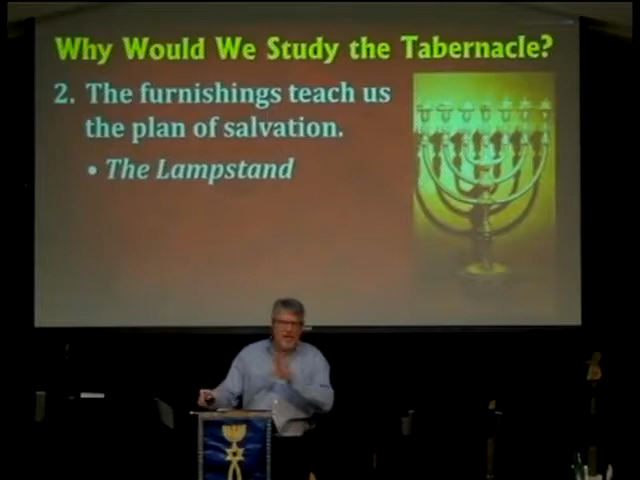 Why Would We Study the Tabernacle?
2. The furnishings teach us
the plan of salvation.
• The Lampstand